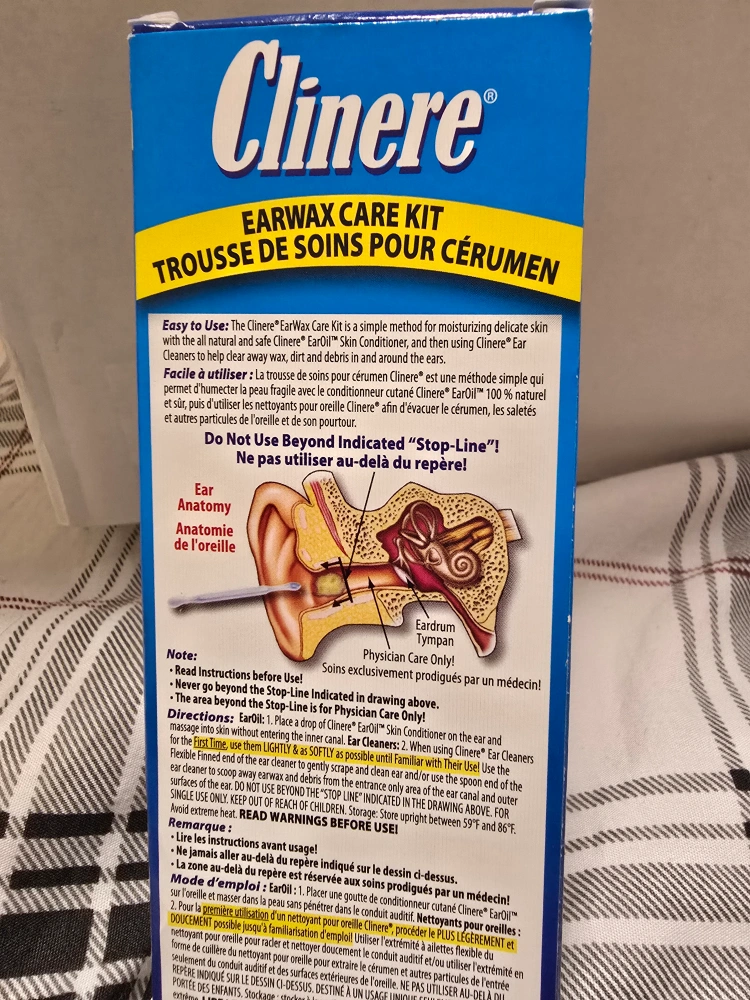 Clinere®
EARWAX CARE KIT
TROUSSE DE SOINS POUR CÉRUMEN
Easy to Use: The Clinere® EarWax Care Kit is a simple method for moisturizing delicate skin
with the all natural and safe Clinere® EarOil™ Skin Conditioner, and then using Clinere® Ear
Cleaners to help clear away wax, dirt and debris in and around the ears.
Facile à utiliser : La trousse de soins pour cérumen Clinere® est une méthode simple qui
permet d'humecter la peau fragile avec le conditionneur cutané Clinere® EarOil™ 100 % naturel
et sûr, puis d'utiliser les nettoyants pour oreille Clinere® afin d'évacuer le cérumen, les saletés
et autres particules de l'oreille et de son pourtour.
Do Not Use Beyond Indicated "Stop-Line"!
Ne pas utiliser au-delà du repère!
Ear
Anatomy
Anatomie
de l'oreille
Eardrum
Tympan
Physician Care Only!
Soins exclusivement prodigués par un médecin!
Note:
• Read Instructions before Use!
• Never go beyond the Stop-Line Indicated in drawing above.
• The area beyond the Stop-Line is for Physician Care Only!
Directions: EarOil: 1. Place a drop of Clinere® EarOil™ Skin Conditioner on the ear and
massage into skin without entering the inner canal. Ear Cleaners: 2. When using Clinere® Ear Cleaners
for the First Time, use them LIGHTLY & as SOFTLY as possible until Familiar with Their Use! Use the
Flexible Finned end of the ear cleaner to gently scrape and clean ear and/or use the spoon end of the
ear cleaner to scoop away earwax and debris from the entrance only area of the ear canal and outer
surfaces of the ear. DO NOT USE BEYOND THE "STOP LINE" INDICATED IN THE DRAWING ABOVE. FOR
SINGLE USE ONLY. KEEP OUT OF REACH OF CHILDREN. Storage: Store upright between 59°F and 86°F.
Avoid extreme heat. READ WARNINGS BEFORE USE!
Remarque :
• Lire les instructions avant usage!
• Ne jamais aller au-delà du repère indiqué sur le dessin ci-dessus.
• La zone au-delà du repère est réservée aux soins prodigués par un médecin!
Mode d'emploi : EarOil : 1. Placer une goutte de conditionneur cutané Clinere® EarOil™
sur l'oreille et masser dans la peau sans pénétrer dans le conduit auditif. Nettoyants pour oreilles :
2. Pour la première utilisation d'un nettoyant pour oreille Clinere®, procéder le PLUS LÉGÈREMENT et
DOUCEMENT possible jusqu'à familiarisation d'emploi! Utiliser l'extrémité à ailettes flexible du
nettoyant pour oreille pour racler et nettoyer doucement le conduit auditif et/ou utiliser l'extrémité en
forme de cuillère du nettoyant pour oreille pour extraire le cérumen et autres particules de l'entrée
seulement du conduit auditif et des surfaces extérieures de l'oreille. NE PAS UTILISER AU-DELÀ DU
REPÈRE INDIQUÉ SUR LE DESSIN CI-DESSUS. DESTINÉ À UN USAGE UNIQUE
PORTÉE DES ENFANTS. Stockage :
extrême.